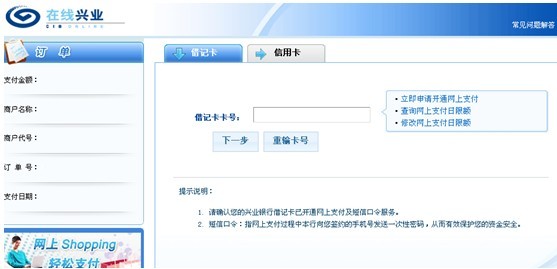 在线兴业
CIB ONLINE
常见问题解答
订 单
支付金额：
商户名称：
商户代号：
订 单 号：
支付日期：
网上 Shopping
轻松支付
借记卡
信用卡
借记卡卡号：
• 立即申请开通网上支付
• 查询网上支付日限额
• 修改网上支付日限额
下一步
重输卡号
提示说明：
1. 请确认您的兴业银行借记卡已开通网上支付及短信口令服务。
2. 短信口令：指网上支付过程中本行向您签约的手机号发送一次性密码，从而有效保护您的资金安全。